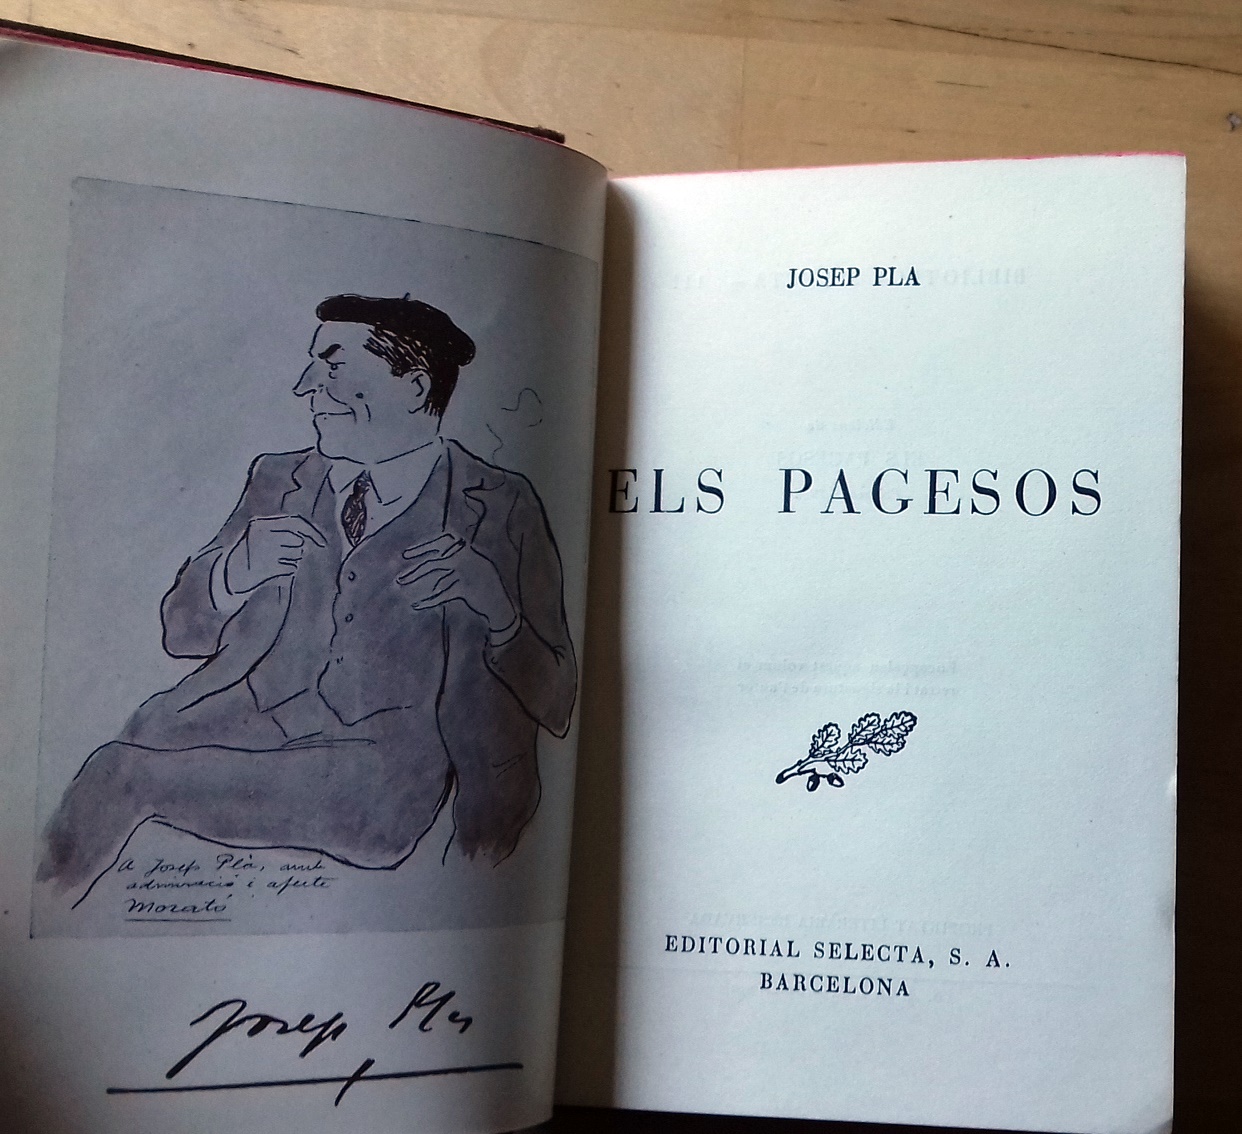 A Josep Pla, amb
admiració i afecte
Morató
Josep Pla
JOSEP PLA
ELS PAGESOS
EDITORIAL SELECTA, S. A.
BARCELONA